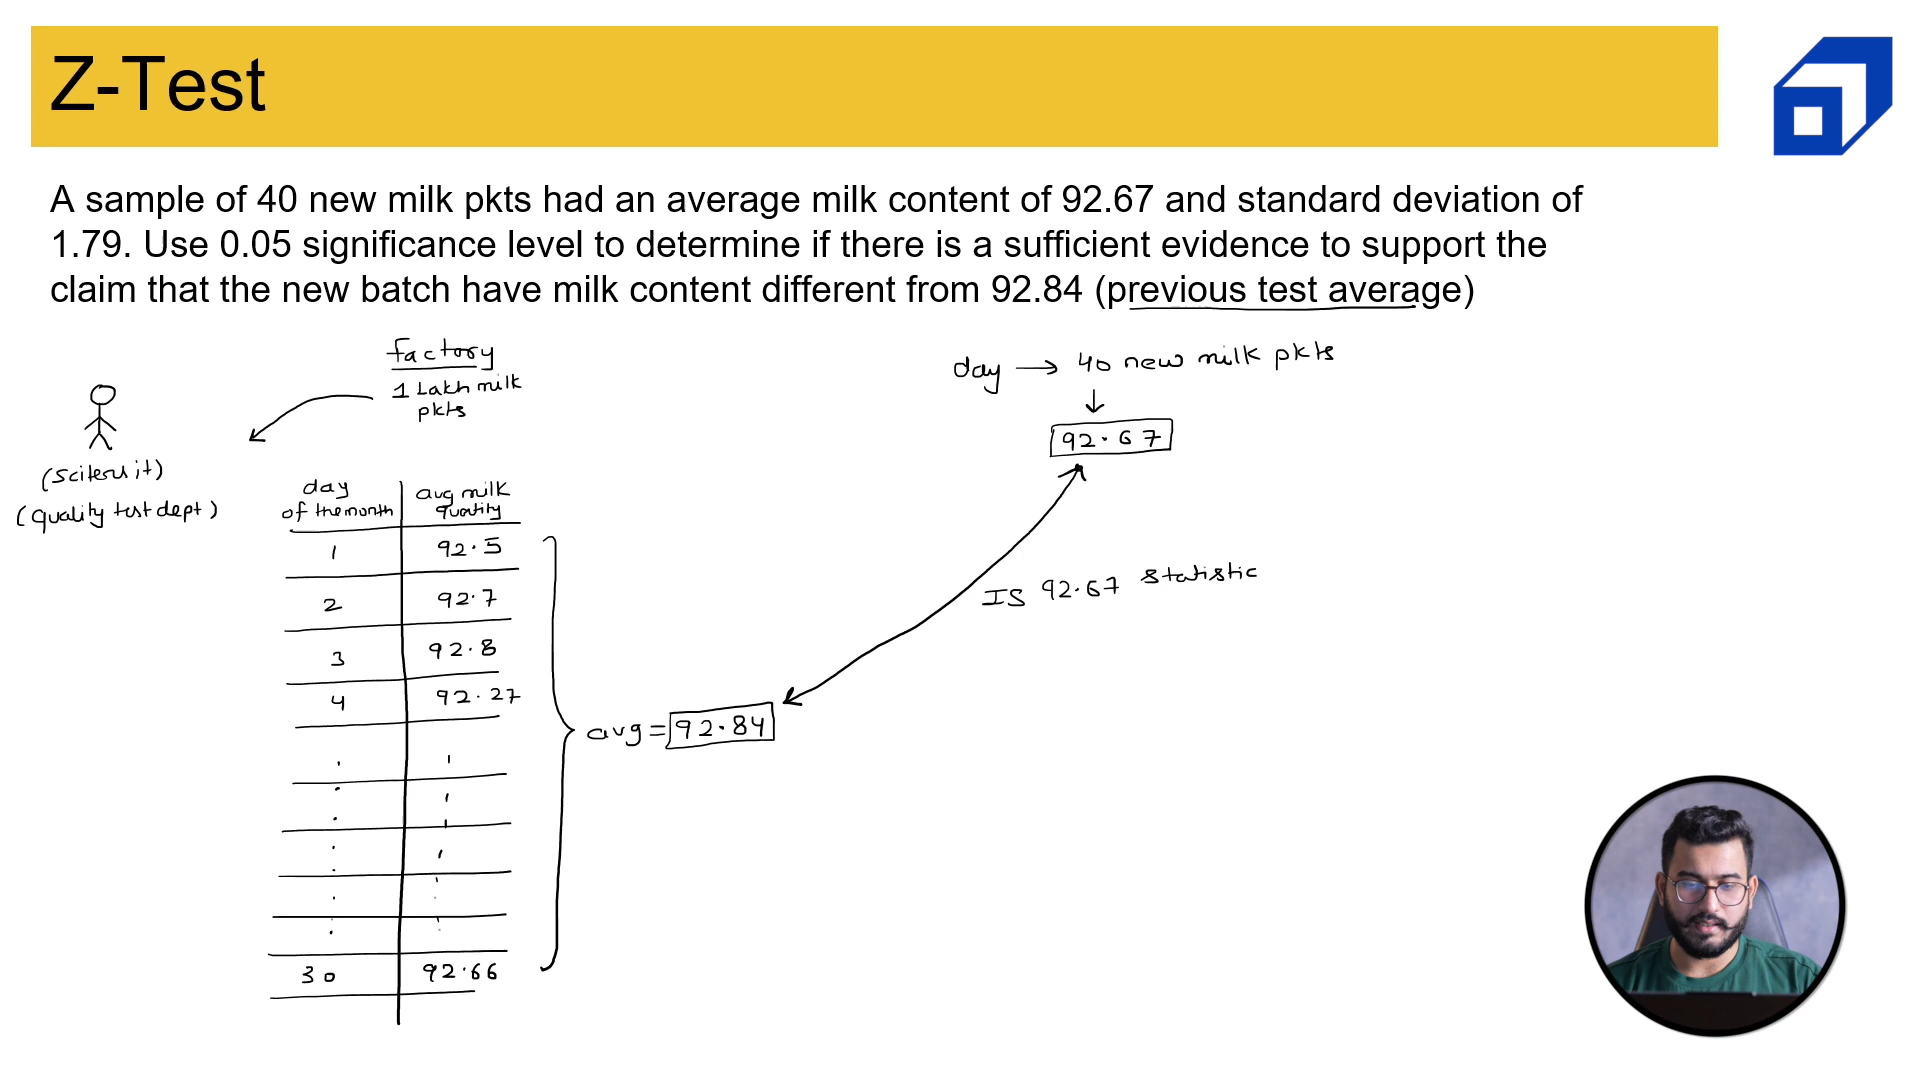 Z-Test
A sample of 40 new milk pkts had an average milk content of 92.67 and standard deviation of
1.79. Use 0.05 significance level to determine if there is a sufficient evidence to support the
claim that the new batch have milk content different from 92.84 (previous test average)
factory
1 Lakh milk
pkts
day → 40 new milk pkts
↓
92.67
(quality test dept)
day
of the month
avg milk
quality
1 92.5
2 92.7
3 92.8
4 92.27
30 92.66
avg = 92.84
IS 92.67 statistic